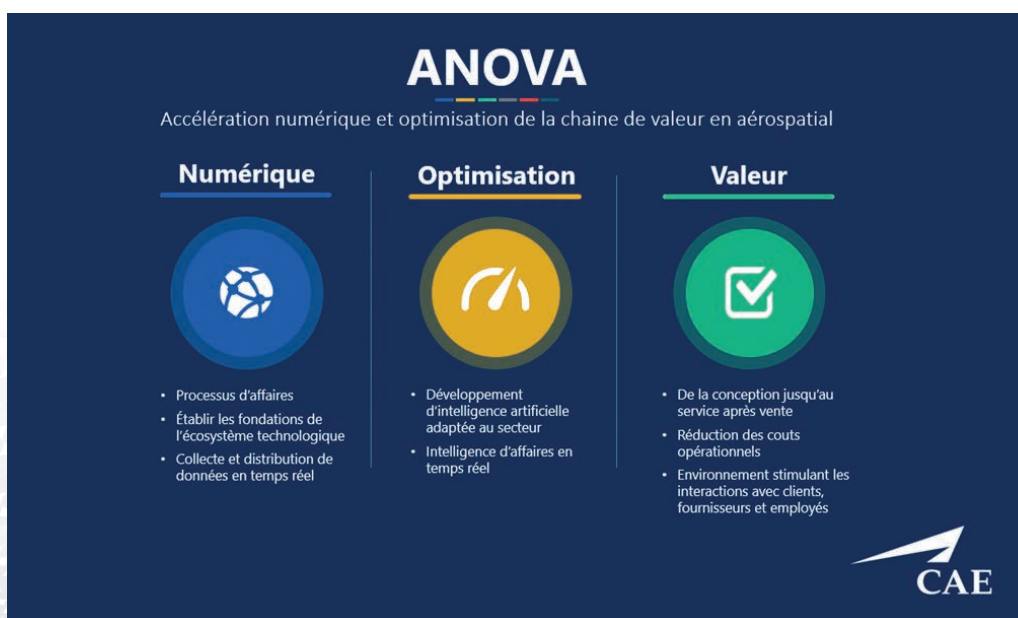 ANOVA
Accélération numérique et optimisation de la chaine de valeur en aérospatial
Numérique
• Processus d'affaires
• Établir les fondations de
l'écosystème technologique
• Collecte et distribution de
données en temps réel
Optimisation
• Développement
d'intelligence artificielle
adaptée au secteur
• Intelligence d'affaires en
temps réel
Valeur
• De la conception jusqu'au
service après vente
• Réduction des couts
opérationnels
• Environnement stimulant les
interactions avec clients,
fournisseurs et employés
CAE